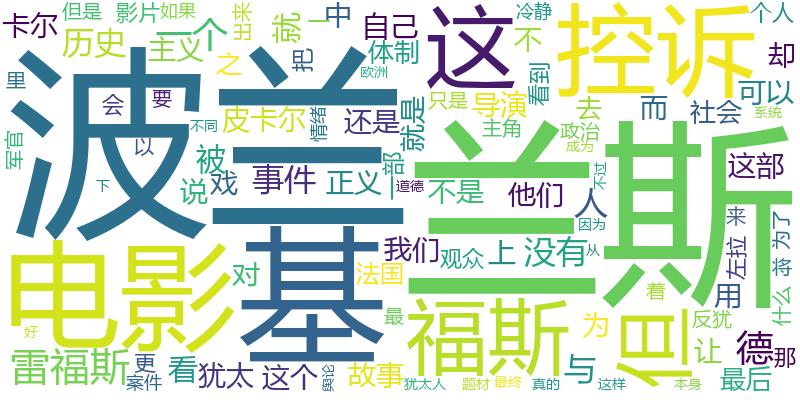 卡尔 但是 影片 如果 一个 出来 就 一 中 自己 这 冷静 不 控诉 个人 却
历史 主义 之 把 体制 欧洲 看到 可以
里 波兰 会 要 不同 皮卡尔 情绪 还是 就是 只是 导演 去 而 社会 系统
军官 以 被 主角 政治 成为
说 戏 事件 正义 一部 道德 兰 不是 他们 人 不过 斯 这部
下 因为 来 为了
电影 基 对 我们 法国 观众 上 没有 从 但 左拉 将 什么
好 最 福斯 为 着 用 反犹
雷福斯 更 看 犹太 这个 故事 与 让 德 那
案件 舆论 犹太人 题材 最终 真的 这样 本身 最后